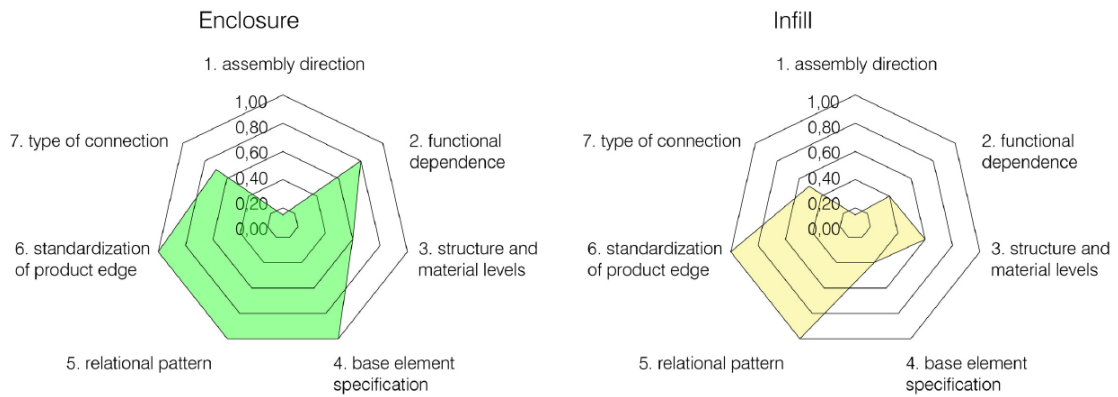 Enclosure
1. assembly direction
1,00
0,80
0,60
0,40
0,20
0,00
2. functional
dependence
3. structure and
material levels
4. base element
specification
5. relational pattern
6. standardization
of product edge
7. type of connection
Infill
1. assembly direction
1,00
0,80
0,60
0,40
0,20
0,00
2. functional
dependence
3. structure and
material levels
4. base element
specification
5. relational pattern
6. standardization
of product edge
7. type of connection